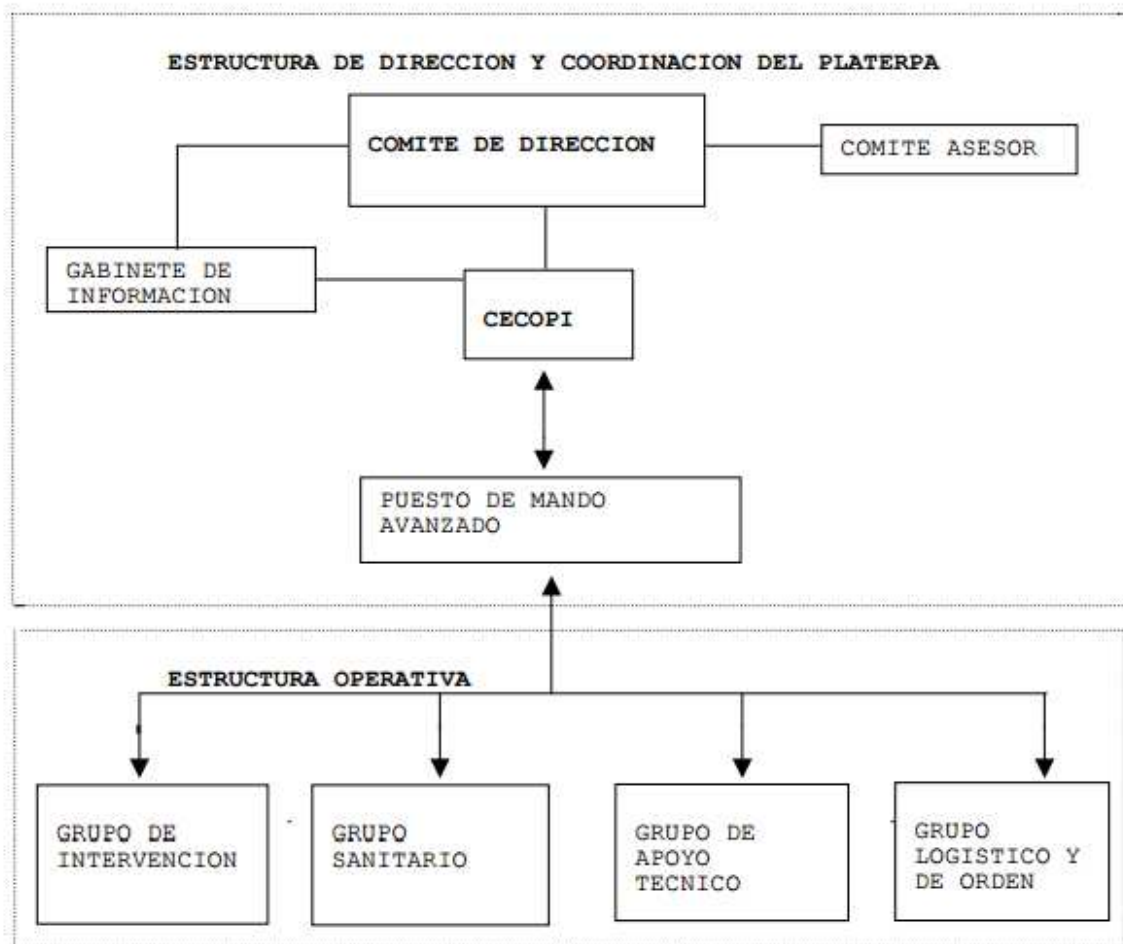 ESTRUCTURA DE DIRECCION Y COORDINACION DEL PLATERPA
COMITE DE DIRECCION
COMITE ASESOR
GABINETE DE
INFORMACION
CECOPI
PUESTO DE MANDO
AVANZADO
ESTRUCTURA OPERATIVA
GRUPO DE
INTERVENCION
GRUPO
SANITARIO
GRUPO DE
APOYO
TECNICO
GRUPO
LOGISTICO Y
DE ORDEN